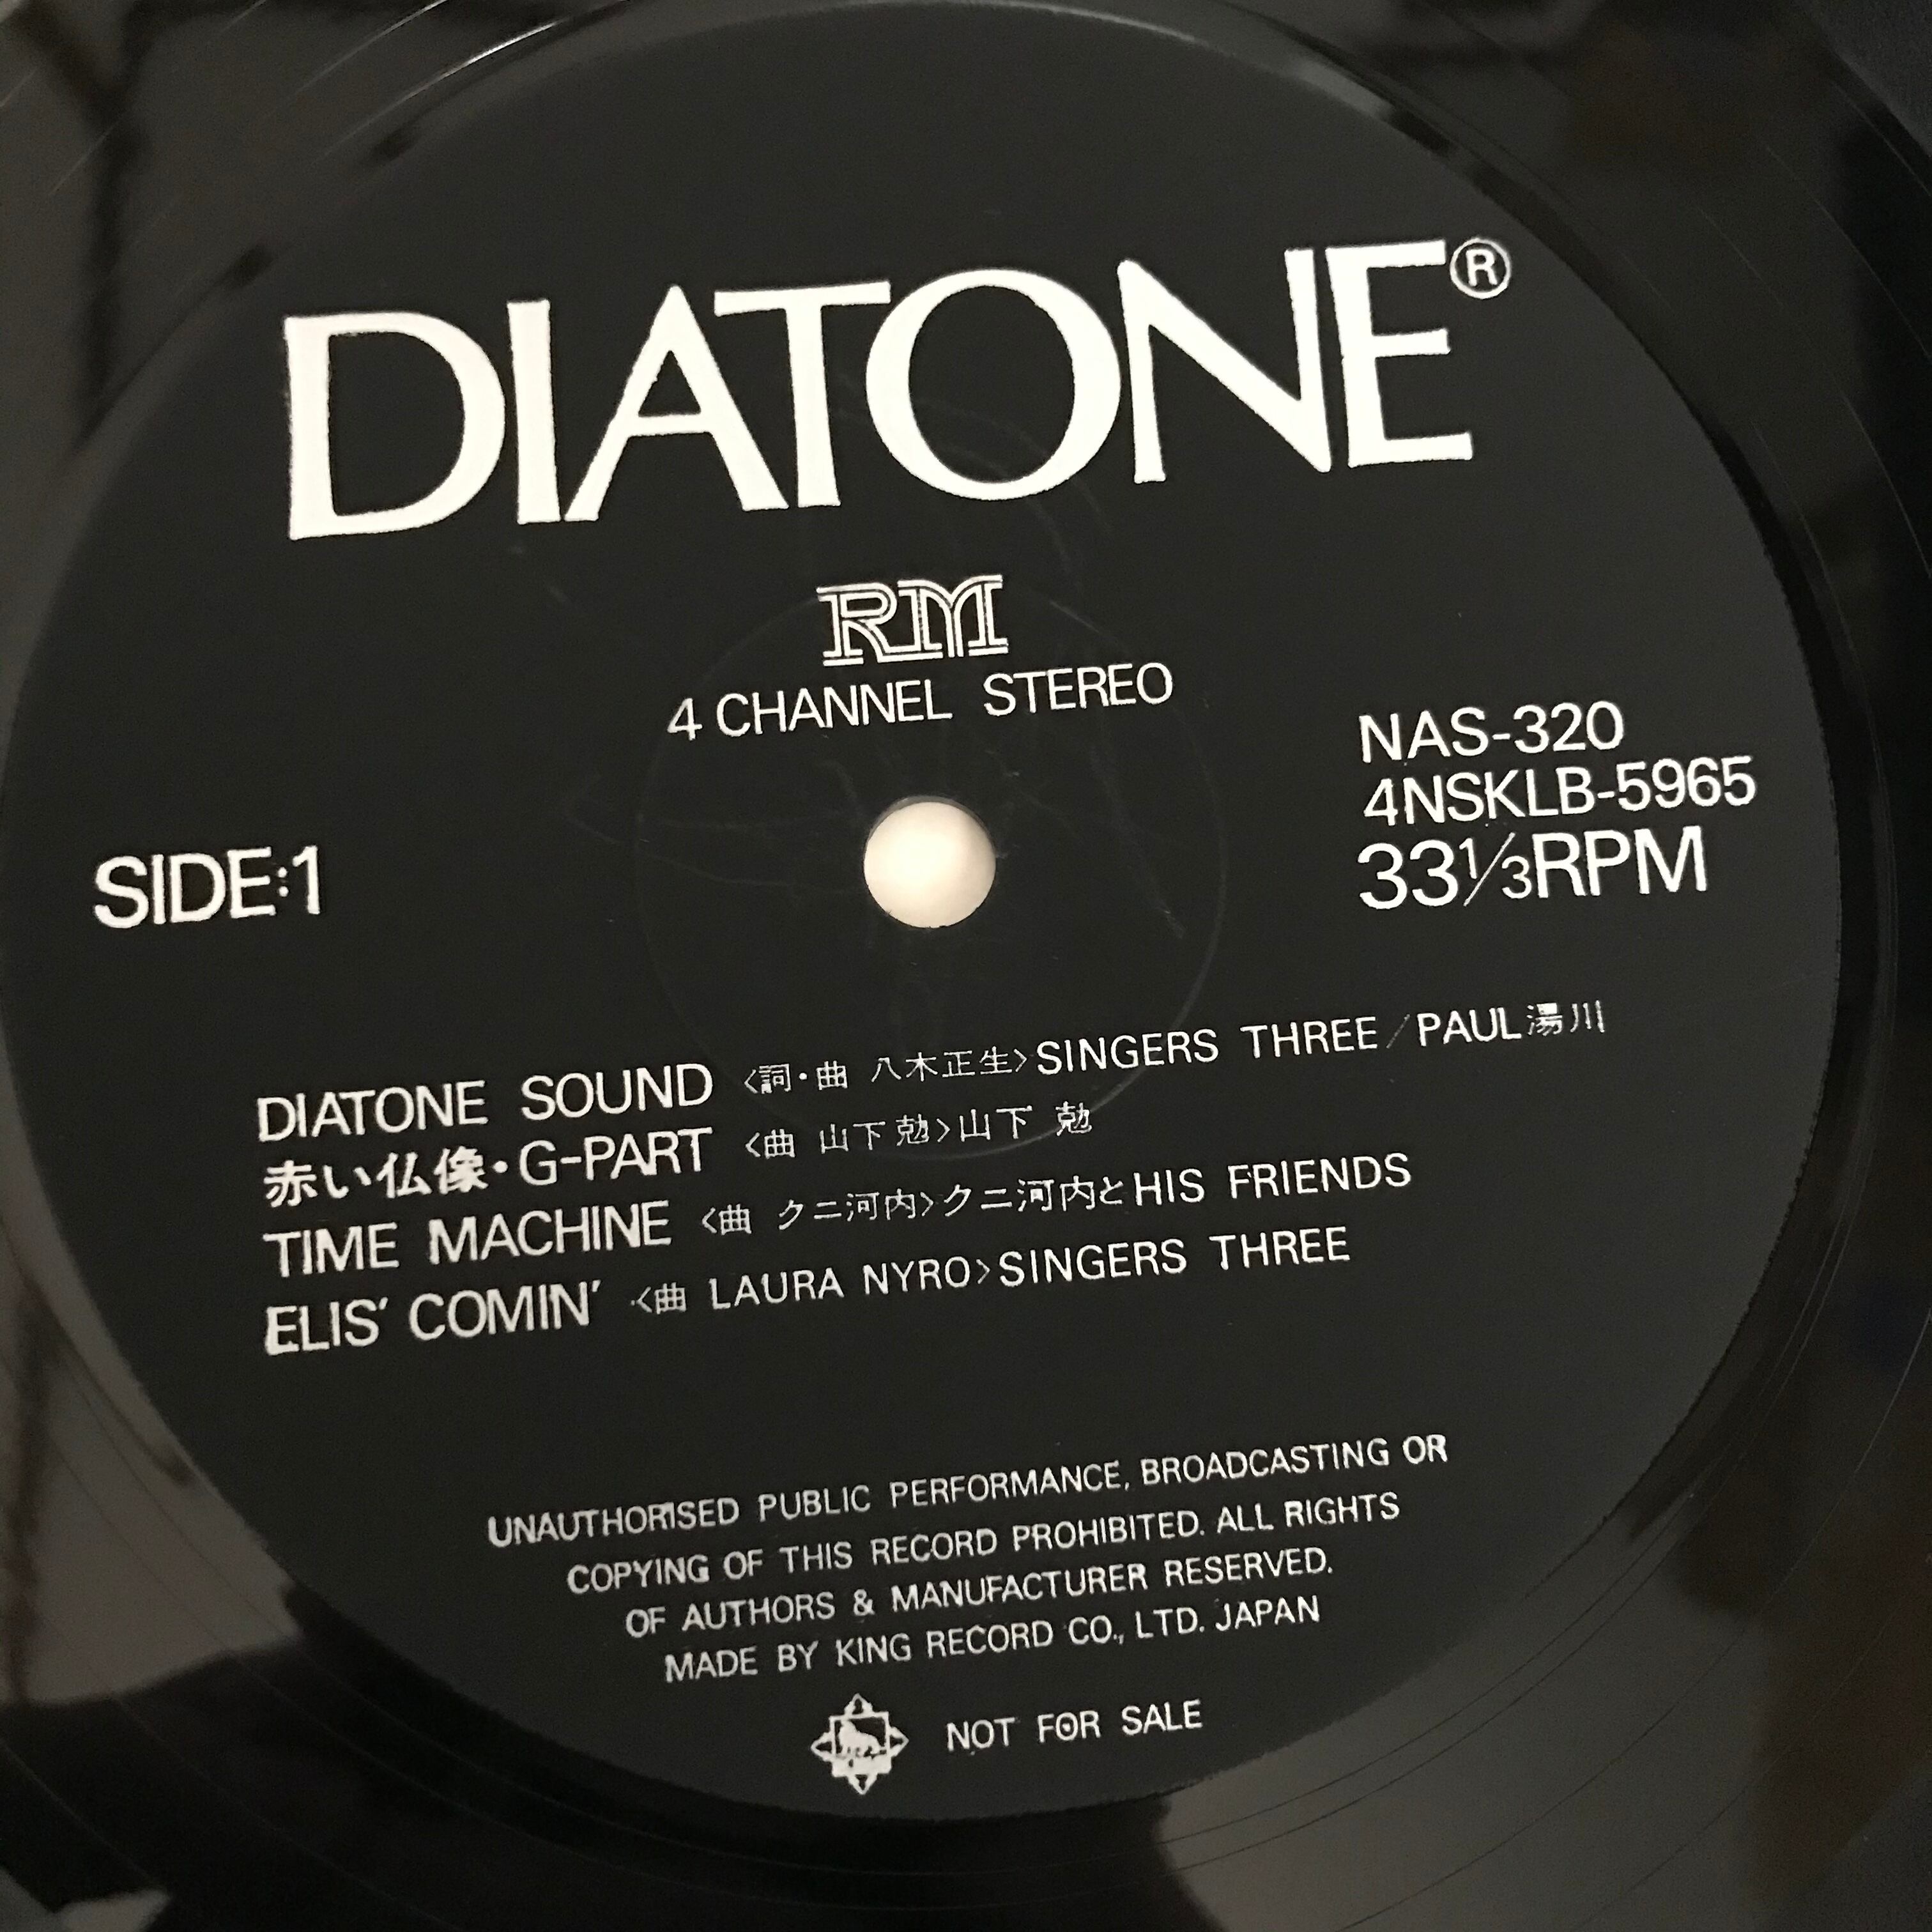 DIATONE®
RM
4 CHANNEL STEREO
NAS-320
4NSKLB-5965
33⅓RPM
SIDE:1
DIATONE SOUND 〈詞・曲 八木正生〉SINGERS THREE/PAUL湯川
赤い仏像・G-PART 〈曲 山下勉〉山下 勉
TIME MACHINE 〈曲 クニ河内〉クニ河内とHIS FRIENDS
ELIS' COMIN' 〈曲 LAURA NYRO〉SINGERS THREE
UNAUTHORISED PUBLIC PERFORMANCE, BROADCASTING OR
COPYING OF THIS RECORD PROHIBITED. ALL RIGHTS
OF AUTHORS & MANUFACTURER RESERVED.
MADE BY KING RECORD CO., LTD. JAPAN
NOT FOR SALE